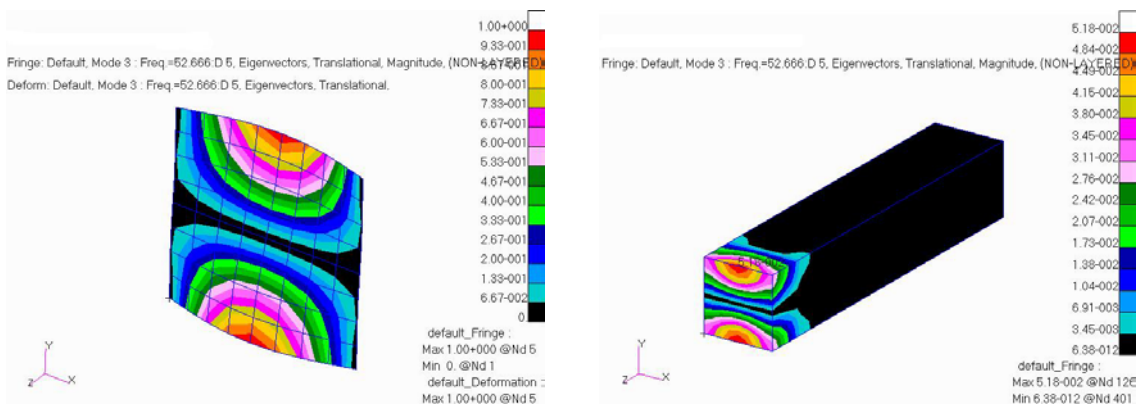 1.00+000
9.33-001
Fringe: Default, Mode 3 : Freq.=52.666:D 5, Eigenvectors, Translational, Magnitude, (NON-LAYERED)
Deform: Default, Mode 3 : Freq.=52.666:D 5, Eigenvectors, Translational,
8.00-001
7.33-001
6.67-001
6.00-001
5.33-001
4.67-001
4.00-001
3.33-001
2.67-001
2.00-001
1.33-001
6.67-002
0
default_Fringe :
Max 1.00+000 @Nd 5
Min 0. @Nd 1
default_Deformation :
Max 1.00+000 @Nd 5
Y
Z
X
5.18-002
4.84-002
Fringe: Default, Mode 3 : Freq.=52.666:D 5, Eigenvectors, Translational, Magnitude, (NON-LAYERED)
4.49-002
4.15-002
3.80-002
3.45-002
3.11-002
2.76-002
2.42-002
2.07-002
1.73-002
1.38-002
1.04-002
6.91-003
3.45-003
6.38-012
default_Fringe :
Max 5.18-002 @Nd 126
Min 6.38-012 @Nd 401
Y
Z
X